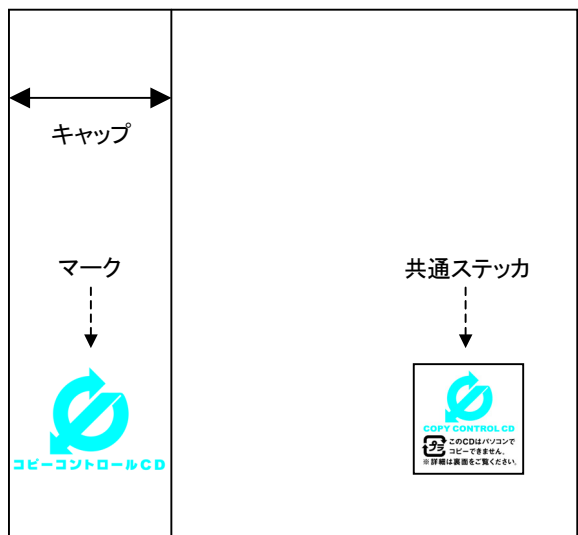 キャップ
マーク
共通ステッカ
コピーコントロールCD
COPY CONTROL CD
プラ
このCDはパソコンで
コピーできません。
※詳細は裏面をご覧ください。